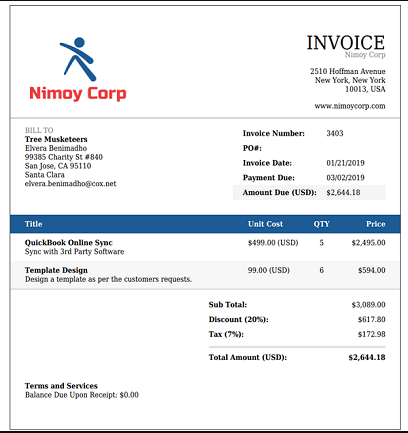 Nimoy Corp
INVOICE
Nimoy Corp
2510 Hoffman Avenue
New York, New York
10013, USA
www.nimoycorp.com
BILL TO
Tree Musketeers
Elvera Benimadho
99385 Charity St #840
San Jose, CA 95110
Santa Clara
elvera.benimadho@cox.net
Invoice Number: 3403
PO#:
Invoice Date: 01/21/2019
Payment Due: 03/02/2019
Amount Due (USD): $2,644.18
Title Unit Cost QTY Price
QuickBook Online Sync $499.00 (USD) 5 $2,495.00
Sync with 3rd Party Software
Template Design 99.00 (USD) 6 $594.00
Design a template as per the customers requests.
Sub Total: $3,089.00
Discount (20%): $617.80
Tax (7%): $172.98
Total Amount (USD): $2,644.18
Terms and Services
Balance Due Upon Receipt: $0.00